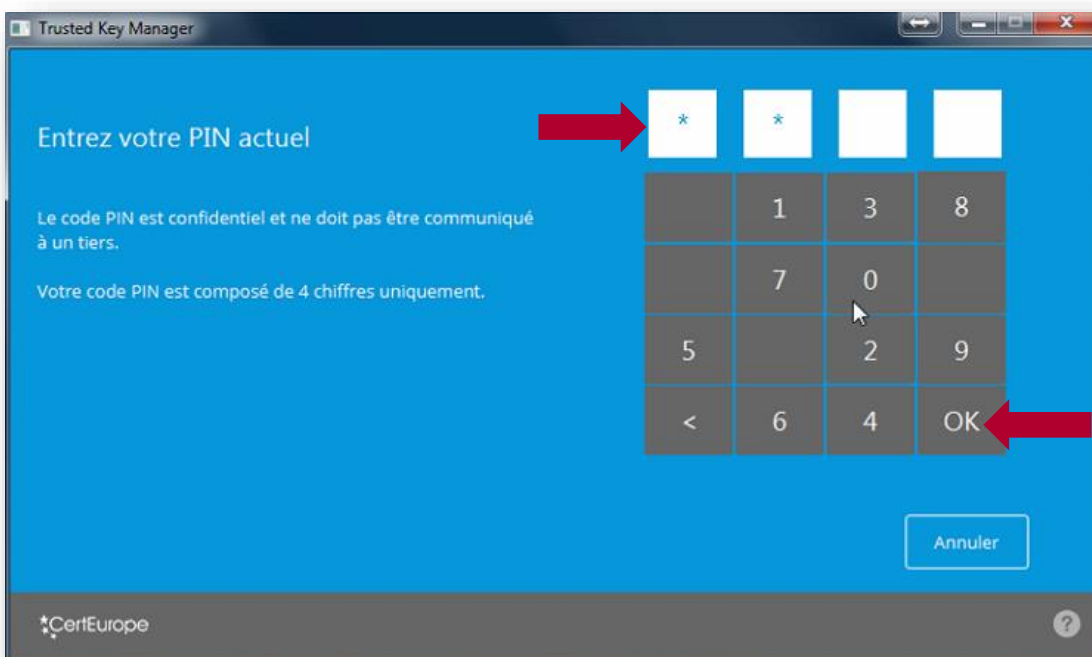 Trusted Key Manager
Entrez votre PIN actuel
* *
Le code PIN est confidentiel et ne doit pas être communiqué
à un tiers.
Votre code PIN est composé de 4 chiffres uniquement.
1 3 8
7 0
5 2 9
< 6 4 OK
Annuler
CertEurope
?